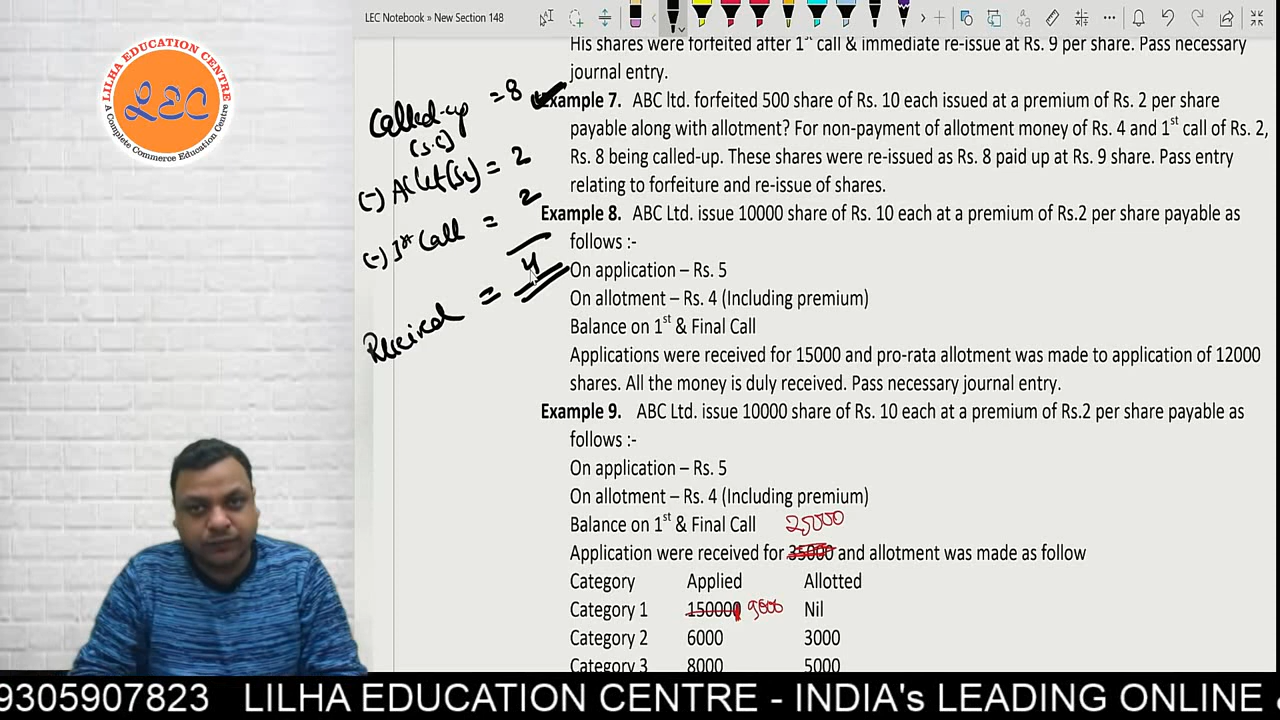 LEC Notebook » New Section 148
LILHA EDUCATION CENTRE
LEC
A Complete Commerce Education Centre
His shares were forfeited after 1st call & immediate re-issue at Rs. 9 per share. Pass necessary
journal entry.
Called-up = 8
(S.C)
(-) Allot(Sc) = 2
(-) 1st Call = 2
4
Received =
Example 7. ABC ltd. forfeited 500 share of Rs. 10 each issued at a premium of Rs. 2 per share
payable along with allotment? For non-payment of allotment money of Rs. 4 and 1st call of Rs. 2,
Rs. 8 being called-up. These shares were re-issued as Rs. 8 paid up at Rs. 9 share. Pass entry
relating to forfeiture and re-issue of shares.
Example 8. ABC Ltd. issue 10000 share of Rs. 10 each at a premium of Rs.2 per share payable as
follows :-
On application – Rs. 5
On allotment – Rs. 4 (Including premium)
Balance on 1st & Final Call
Applications were received for 15000 and pro-rata allotment was made to application of 12000
shares. All the money is duly received. Pass necessary journal entry.
Example 9. ABC Ltd. issue 10000 share of Rs. 10 each at a premium of Rs.2 per share payable as
follows :-
On application – Rs. 5
On allotment – Rs. 4 (Including premium)
Balance on 1st & Final Call 25000
Application were received for 35000 and allotment was made as follow
Category Applied Allotted
Category 1 15000 9000 Nil
Category 2 6000 3000
Category 3 8000 5000
9305907823 LILHA EDUCATION CENTRE - INDIA's LEADING ONLINE